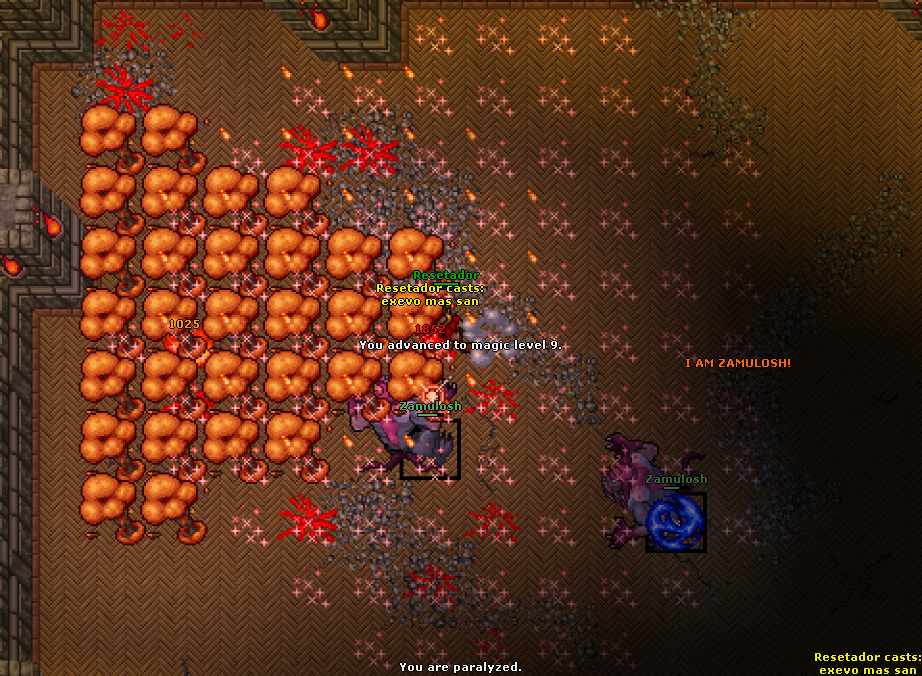 Resetador
Resetador casts:
exevo mas san
1025
1852
You advanced to magic level 9.
I AM ZAMULOSH!
Zamulosh
Zamulosh
You are paralyzed.
Resetador casts:
exevo mas san